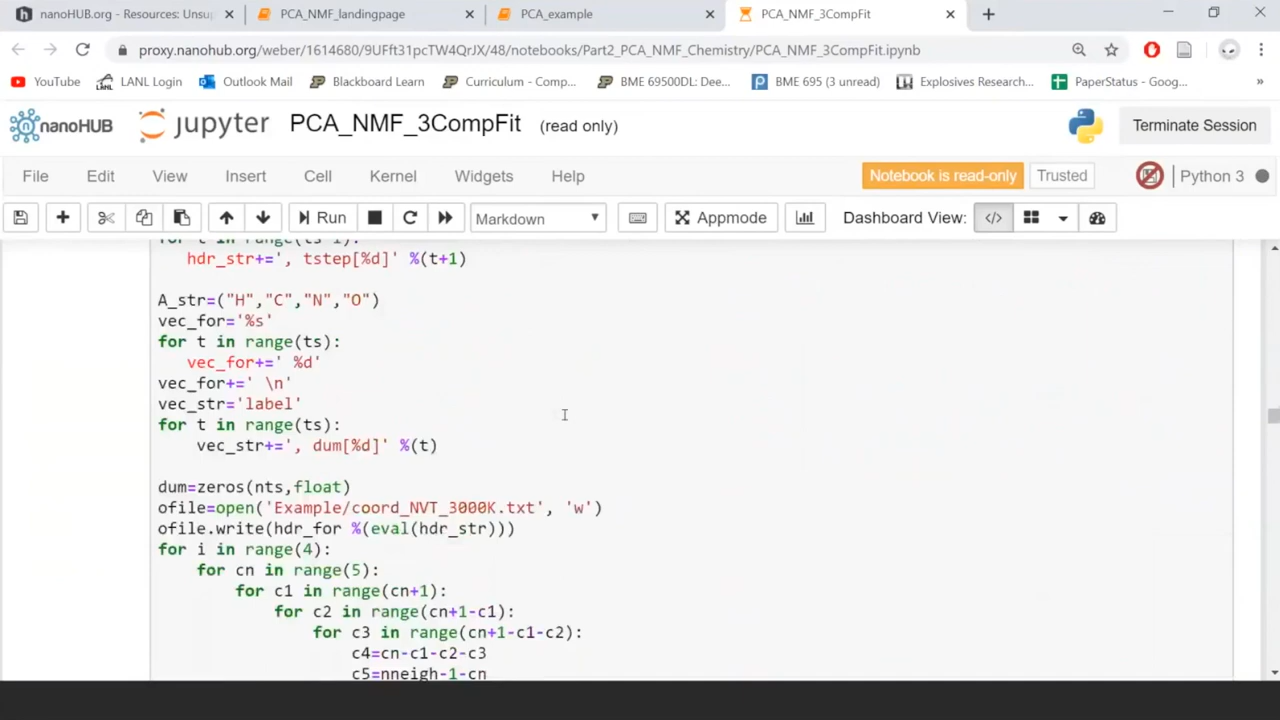 nanoHUB.org - Resources: Unsup
PCA_NMF_landingpage
PCA_example
PCA_NMF_3CompFit
proxy.nanohub.org/weber/1614680/9UFft31pcTW4QrJX/48/notebooks/Part2_PCA_NMF_Chemistry/PCA_NMF_3CompFit.ipynb
YouTube LANL Login Outlook Mail Blackboard Learn Curriculum - Comp... BME 69500DL: Dee... BME 695 (3 unread) Explosives Research... PaperStatus - Goog... »
nanoHUB jupyter PCA_NMF_3CompFit (read only) Terminate Session
File Edit View Insert Cell Kernel Widgets Help Notebook is read-only Trusted Python 3
Run Markdown Appmode Dashboard View: </>
for t in range(ts-1):
hdr_str+=', tstep[%d]' %(t+1)
A_str=("H","C","N","O")
vec_for='%s'
for t in range(ts):
vec_for+=' %d'
vec_for+=' \n'
vec_str='label'
for t in range(ts):
vec_str+=', dum[%d]' %(t)
dum=zeros(nts,float)
ofile=open('Example/coord_NVT_3000K.txt', 'w')
ofile.write(hdr_for %(eval(hdr_str)))
for i in range(4):
for cn in range(5):
for c1 in range(cn+1):
for c2 in range(cn+1-c1):
for c3 in range(cn+1-c1-c2):
c4=cn-c1-c2-c3
c5=nneigh-1-cn